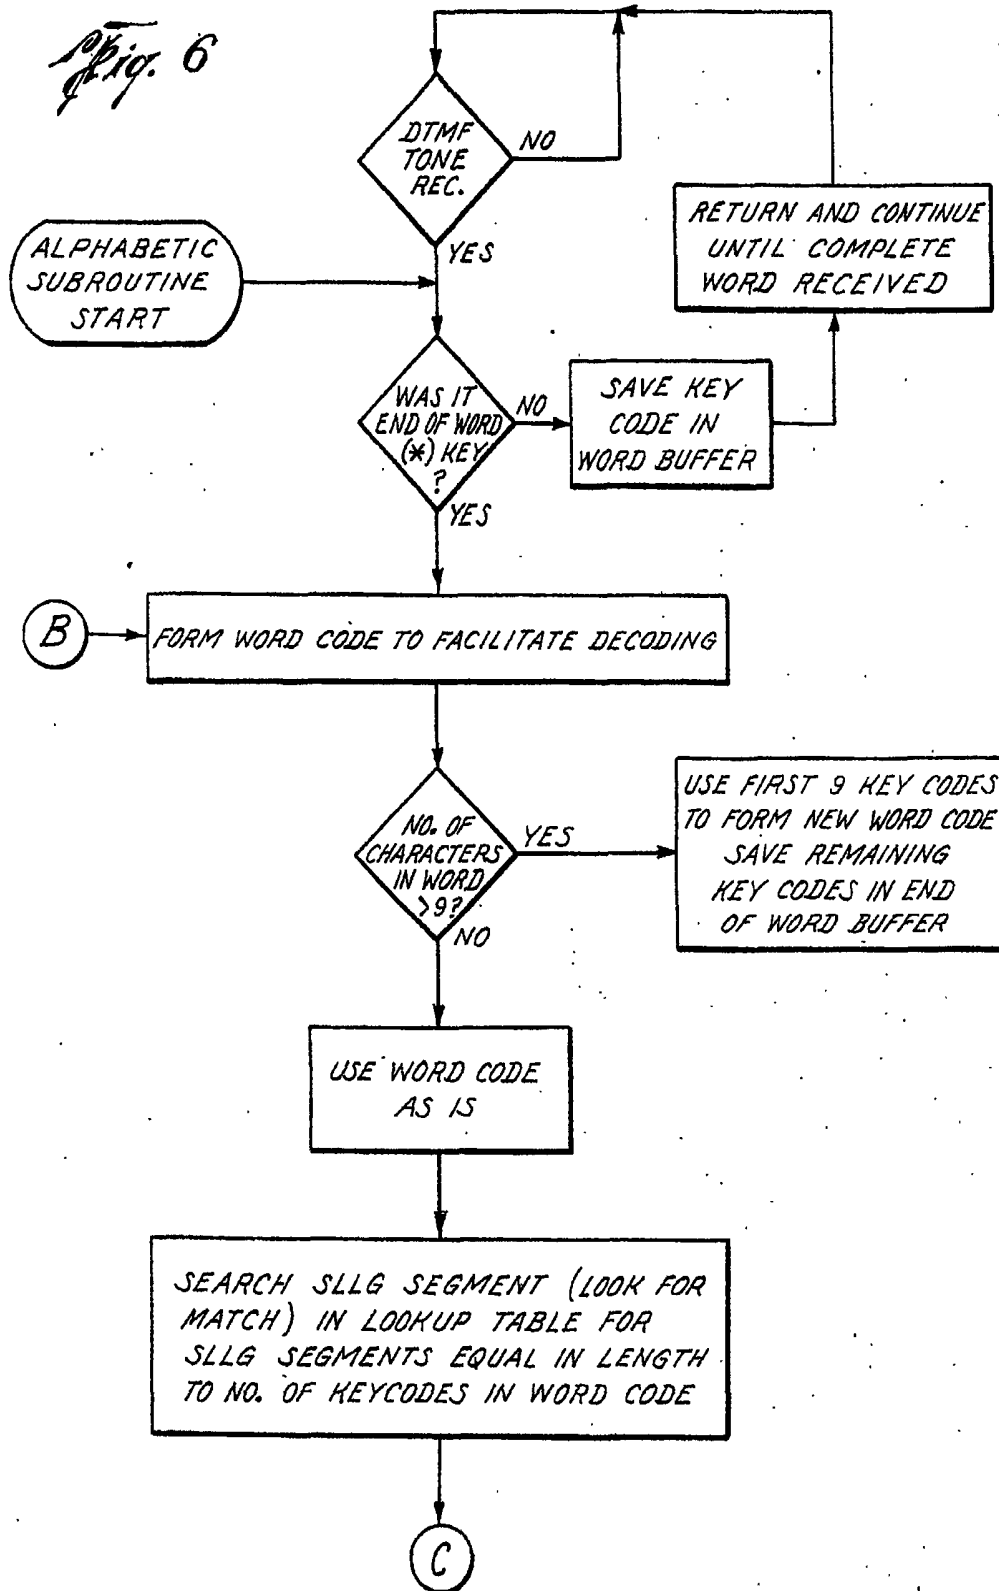 Fig. 6
DTMF
TONE
REC.
NO
YES
RETURN AND CONTINUE
UNTIL COMPLETE
WORD RECEIVED
ALPHABETIC
SUBROUTINE
START
WAS IT
END OF WORD
(*) KEY
?
NO
YES
SAVE KEY
CODE IN
WORD BUFFER
B
FORM WORD CODE TO FACILITATE DECODING
NO. OF
CHARACTERS
IN WORD
>9?
YES
NO
USE FIRST 9 KEY CODES
TO FORM NEW WORD CODE
SAVE REMAINING
KEY CODES IN END
OF WORD BUFFER
USE WORD CODE
AS IS
SEARCH SLLG SEGMENT (LOOK FOR
MATCH) IN LOOKUP TABLE FOR
SLLG SEGMENTS EQUAL IN LENGTH
TO NO. OF KEYCODES IN WORD CODE
C